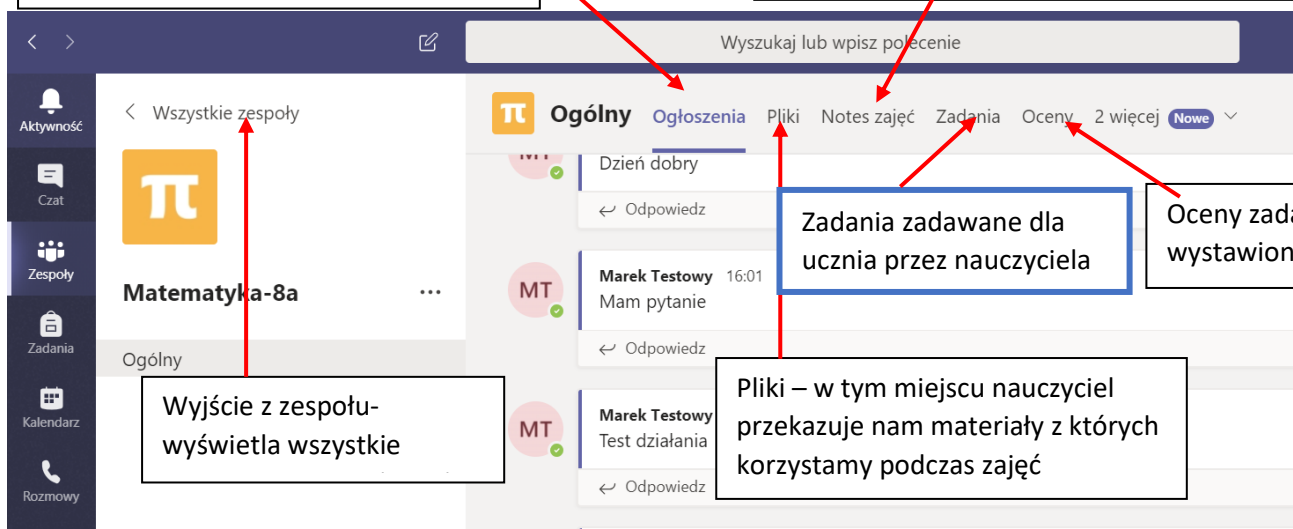 Wyszukaj lub wpisz polecenie
Aktywność
Czat
Zespoły
Zadania
Kalendarz
Rozmowy
Wszystkie zespoły
π
Matematyka-8a
...
Ogólny
Wyjście z zespołu-
wyświetla wszystkie
π Ogólny Ogłoszenia Pliki Notes zajęć Zadania Oceny 2 więcej Nowe
Dzień dobry
Odpowiedz
MT
Marek Testowy 16:01
Mam pytanie
Odpowiedz
MT
Marek Testowy
Test działania
Odpowiedz
Zadania zadawane dla
ucznia przez nauczyciela
Oceny
Pliki – w tym miejscu nauczyciel
przekazuje nam materiały z których
korzystamy podczas zajęć